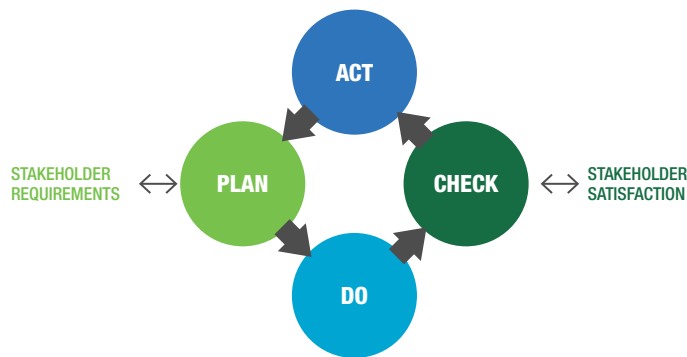 ACT
STAKEHOLDER
REQUIREMENTS
PLAN
CHECK
STAKEHOLDER
SATISFACTION
DO